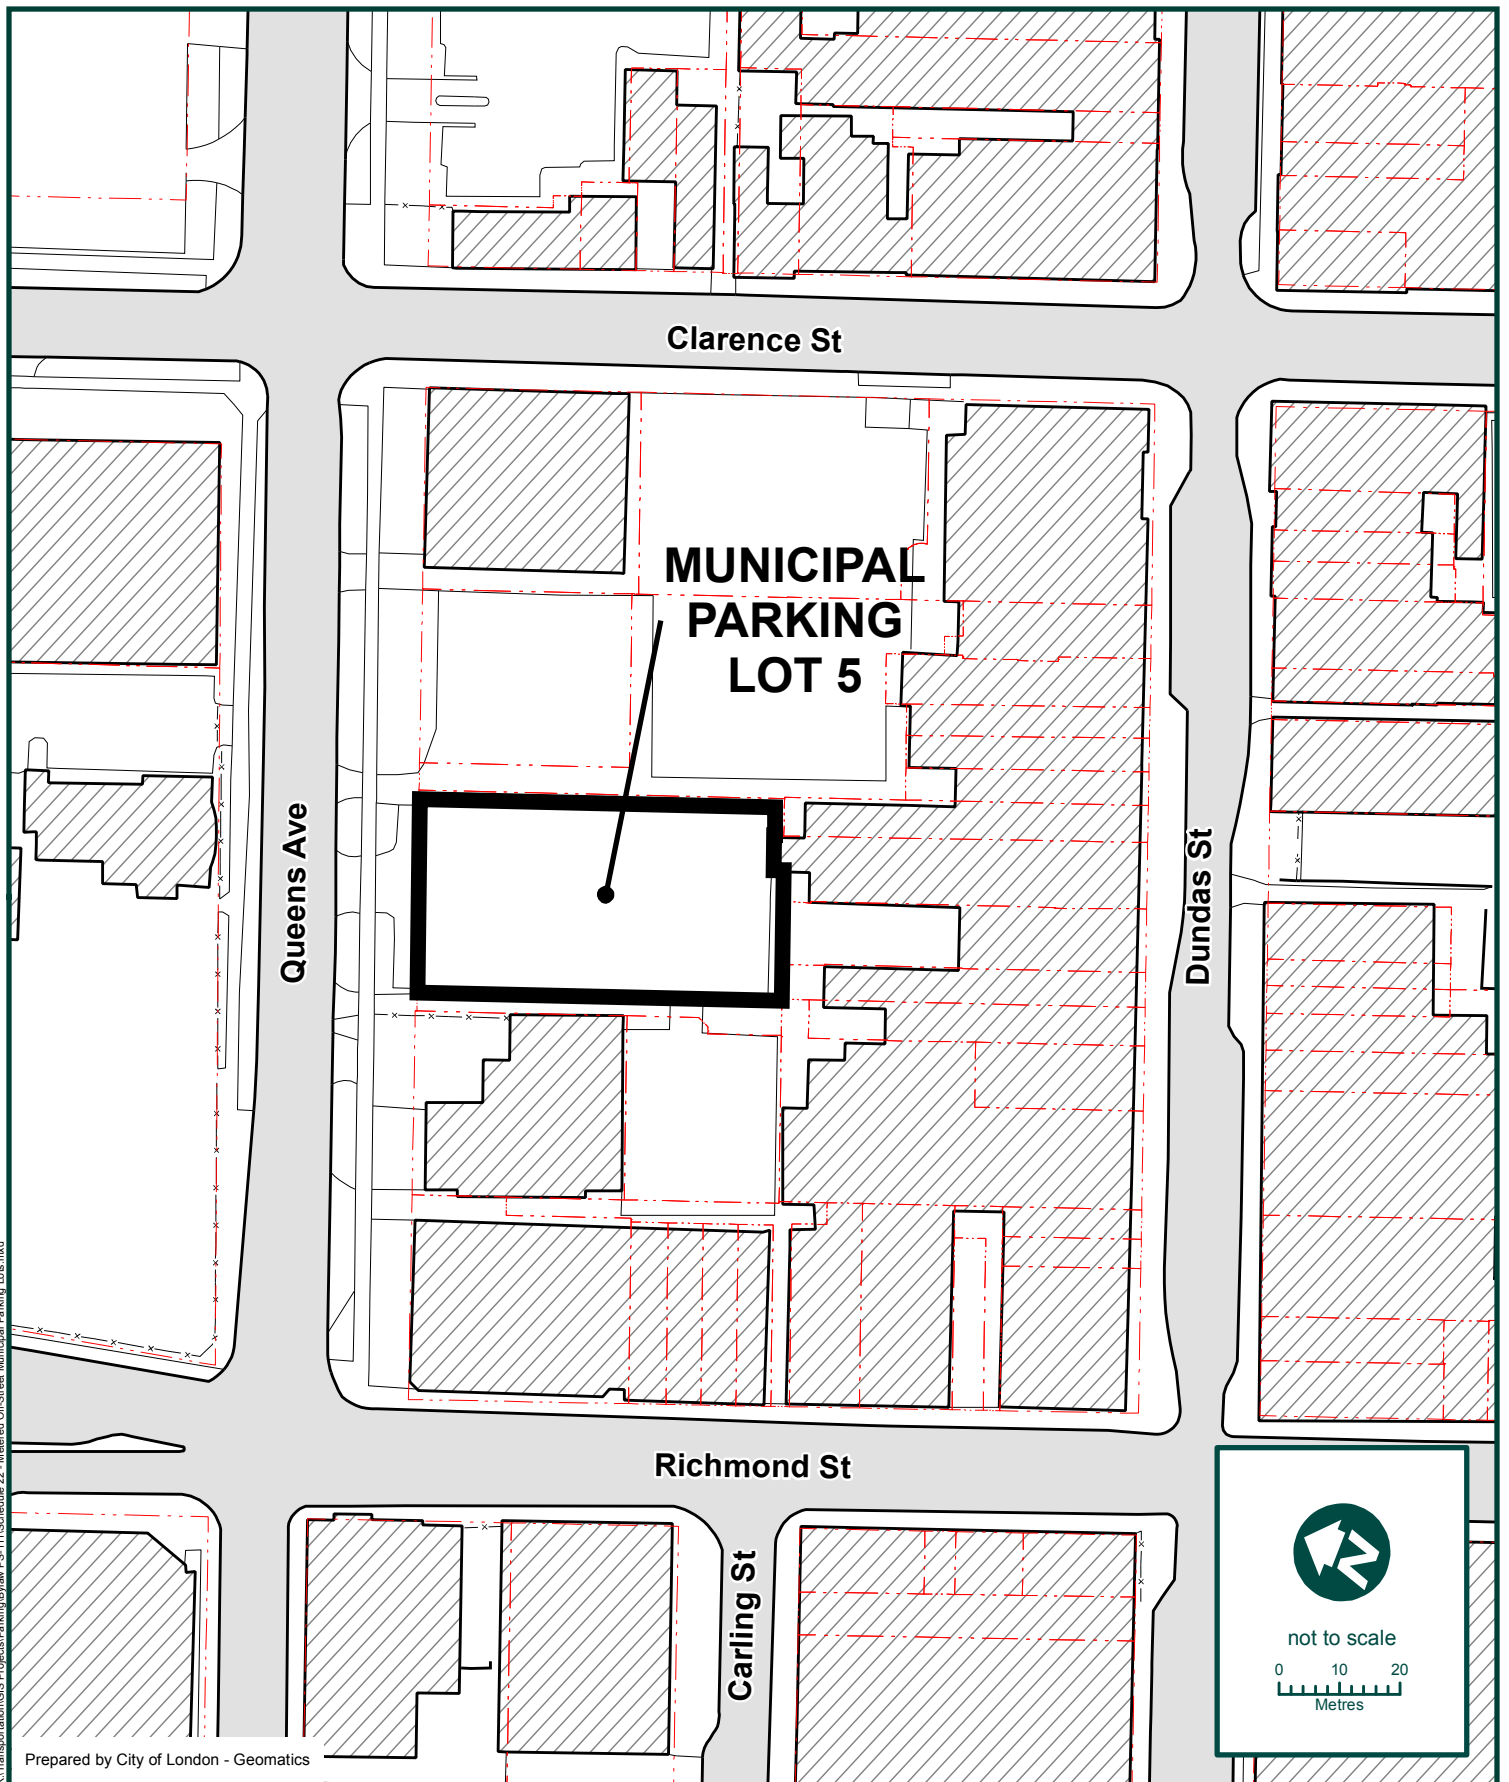 Clarence St
MUNICIPAL
PARKING
LOT 5
Queens Ave
Dundas St
Richmond St
Carling St
N
not to scale
0 10 20
Metres
Prepared by City of London - Geomatics